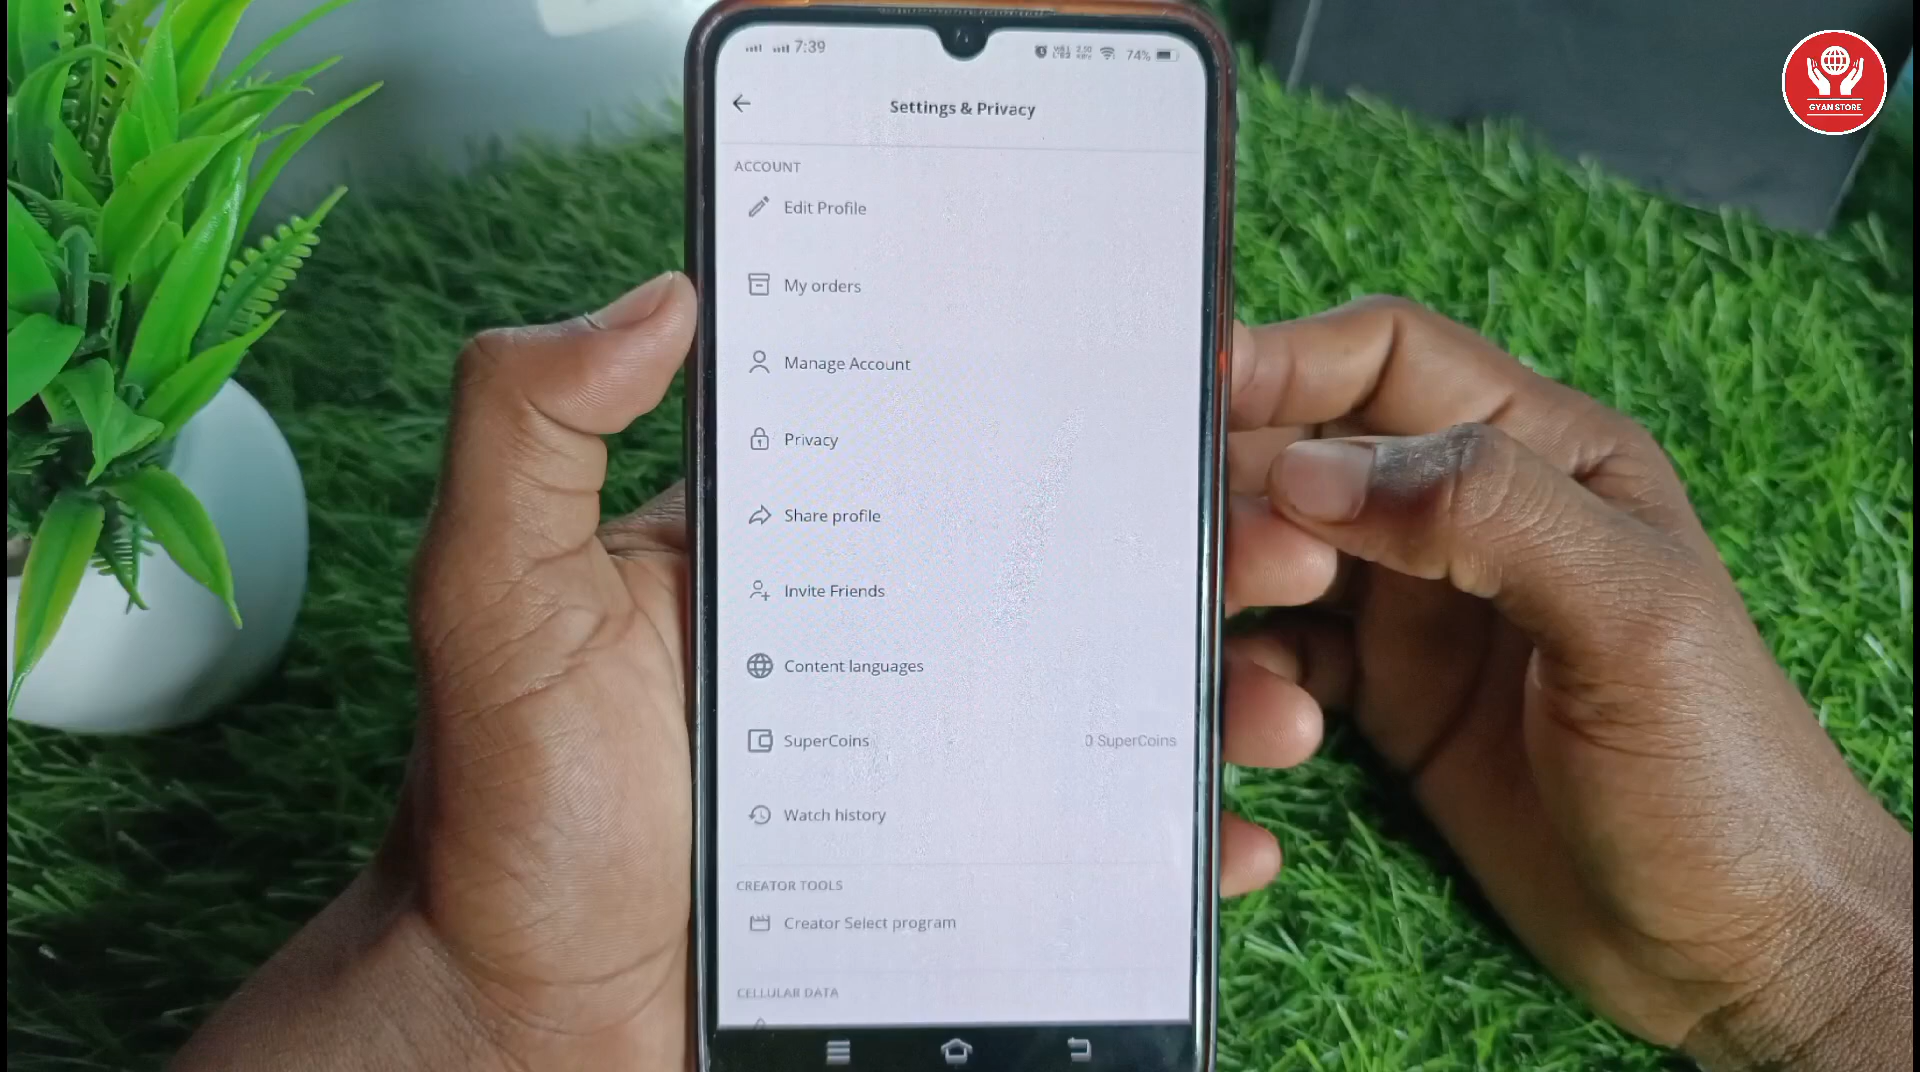 7:39
74%
GYAN STORE
Settings & Privacy
ACCOUNT
Edit Profile
My orders
Manage Account
Privacy
Share profile
Invite Friends
Content languages
SuperCoins 0 SuperCoins
Watch history
CREATOR TOOLS
Creator Select program
CELLULAR DATA